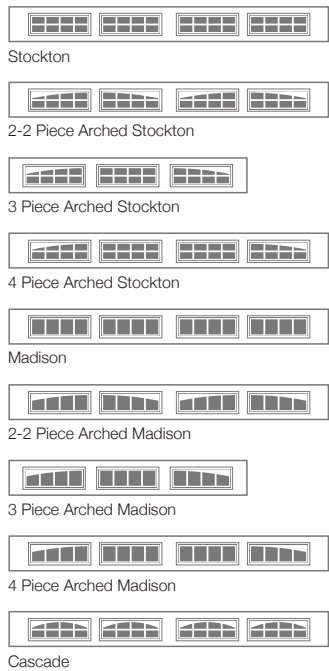 Stockton
2-2 Piece Arched Stockton
3 Piece Arched Stockton
4 Piece Arched Stockton
Madison
2-2 Piece Arched Madison
3 Piece Arched Madison
4 Piece Arched Madison
Cascade